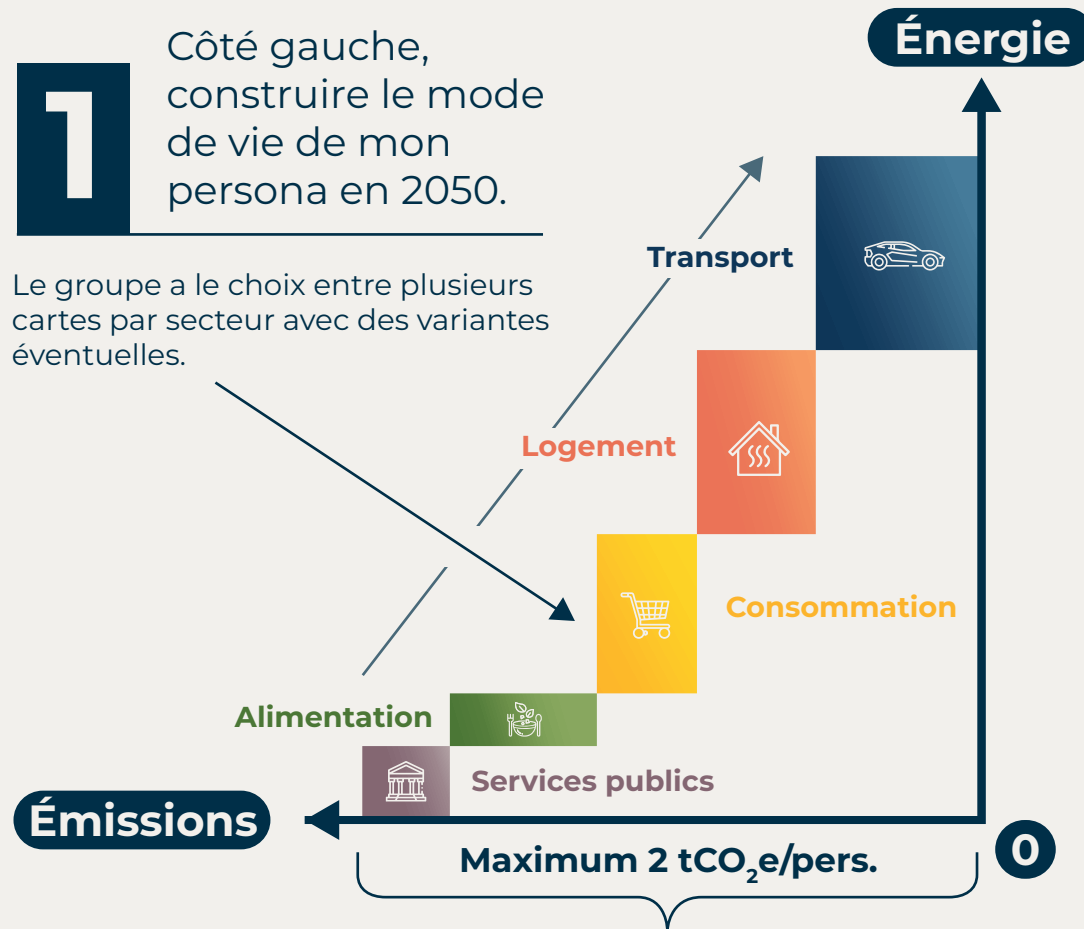 1
Côté gauche,
construire le mode
de vie de mon
persona en 2050.
Le groupe a le choix entre plusieurs
cartes par secteur avec des variantes
éventuelles.
Énergie
Transport
Logement
Consommation
Alimentation
Services publics
Émissions
0
Maximum 2 tCO₂e/pers.